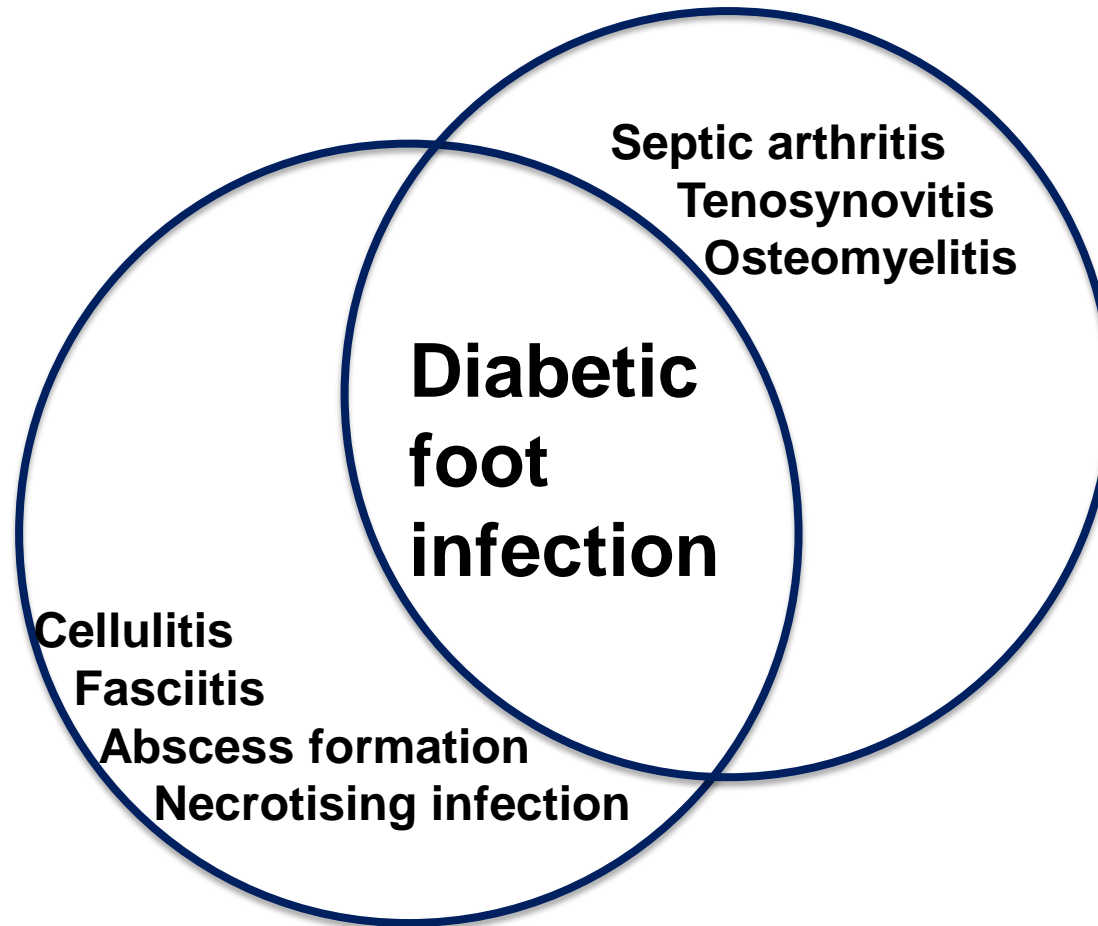 Septic arthritis
Tenosynovitis
Osteomyelitis
Diabetic
foot
infection
Cellulitis
Fasciitis
Abscess formation
Necrotising infection